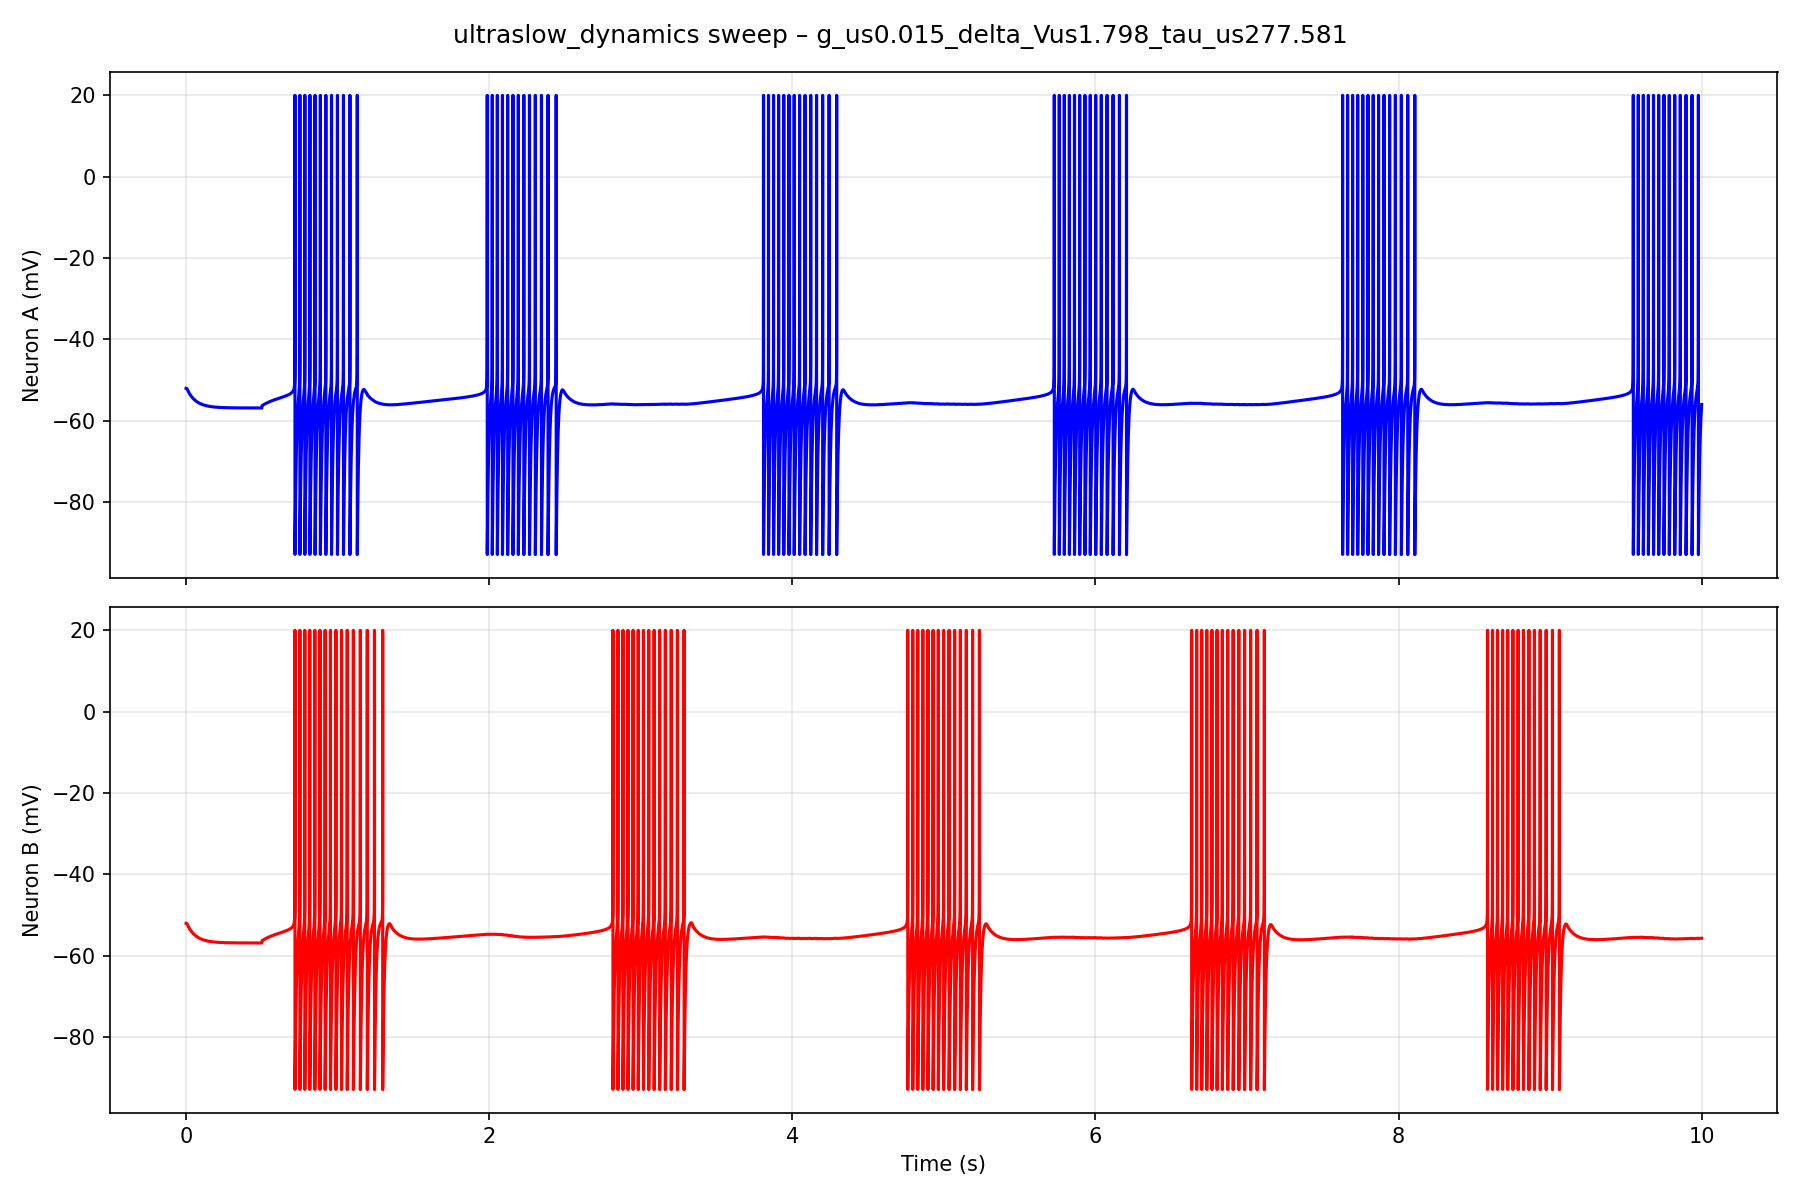 ultraslow_dynamics sweep – g_us0.015_delta_Vus1.798_tau_us277.581
Neuron A (mV)
20
0
−20
−40
−60
−80
Neuron B (mV)
20
0
−20
−40
−60
−80
0 2 4 6 8 10
Time (s)